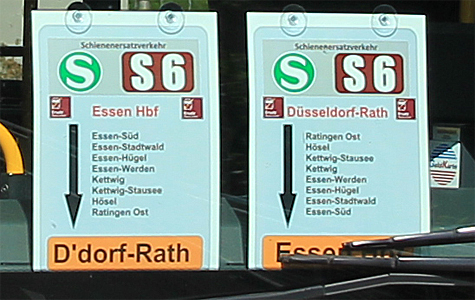 Schienenersatzverkehr
S S6
Essen Hbf
Essen-Süd
Essen-Stadtwald
Essen-Hügel
Essen-Werden
Kettwig
Kettwig-Stausee
Hösel
Ratingen Ost
D'dorf-Rath
Schienenersatzverkehr
S S6
Düsseldorf-Rath
Ratingen Ost
Hösel
Kettwig-Stausee
Kettwig
Essen-Werden
Essen-Hügel
Essen-Stadtwald
Essen-Süd
Essen
GeldKarte